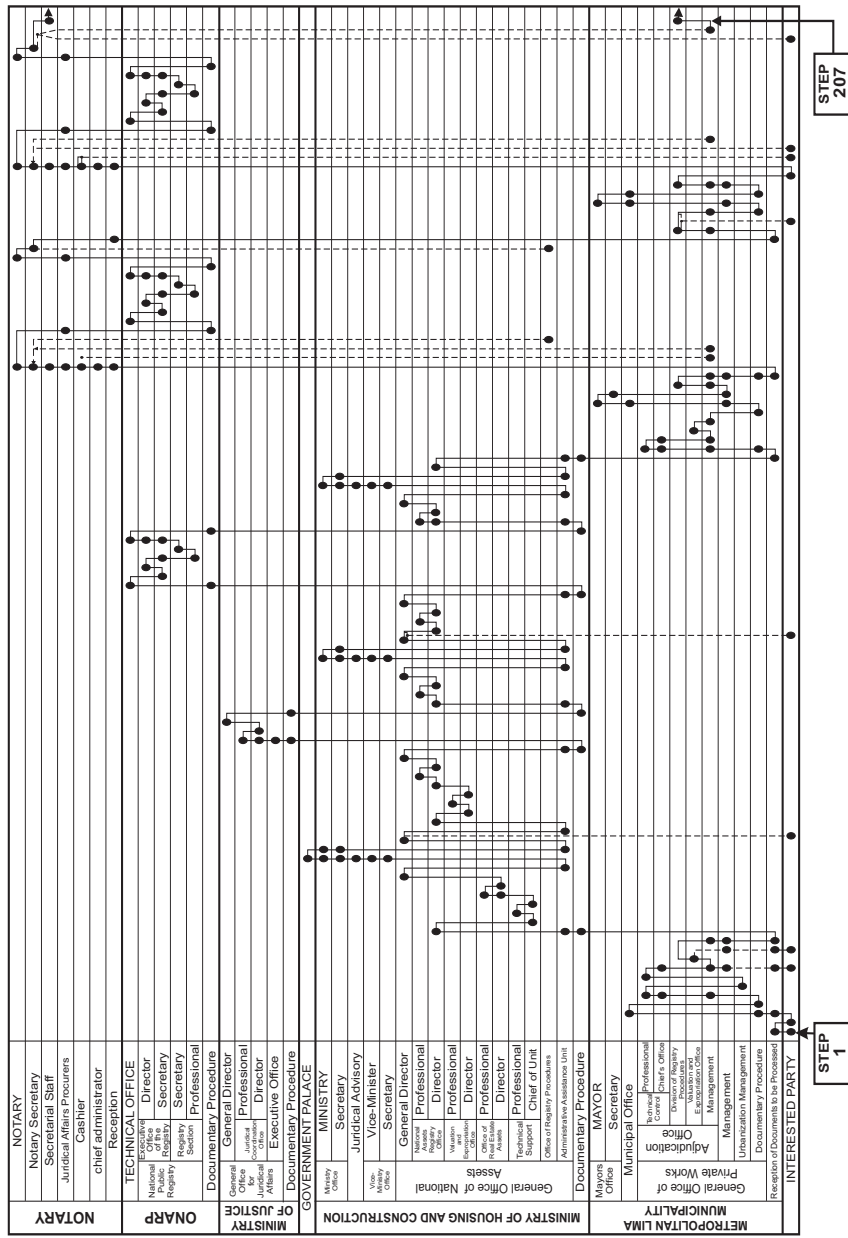 STEP
207
NOTARY
NOTARY
Notary Secretary
Secretarial Staff
Juridical Affairs Procurers
Cashier
chief administrator
Reception
ONARP
TECHNICAL OFFICE
Executive
Office
National
of the
Public
Registry
Registry
Section
Director
Secretary
Secretary
Professional
Documentary Procedure
MINISTRY
OF JUSTICE
General
Office
for
Juridical
Affairs
Juridical
Coordination
Office
General Director
Professional
Director
Executive Office
Documentary Procedure
GOVERNMENT PALACE
MINISTRY OF HOUSING AND CONSTRUCTION
Ministry
Office
MINISTRY
Secretary
Juridical Advisory
Vice-
Ministry
Office
Vice-Minister
Secretary
General Office of National
Assets
General Director
National
Assets
Registry
Office
Professional
Director
Valuation
and
Expropriation
Office
Professional
Director
Office of
Real Estate
Assets
Professional
Director
Technical
Support
Professional
Chief of Unit
Office of Registry Procedures
Administrative Assistance Unit
Documentary Procedure
METROPOLITAN LIMA
MUNICIPALITY
Mayors
Office
MAYOR
Secretary
Municipal Office
General Office of
Private Works
Adjudication
Office
Technical
Control
Professional
Chief's Office
Division of Registry
Procedures
Valuation and
Expropriation Office
Management
Management
Urbanization Management
Documentary Procedure
Reception of Documents to be Processed
INTERESTED PARTY
STEP
1